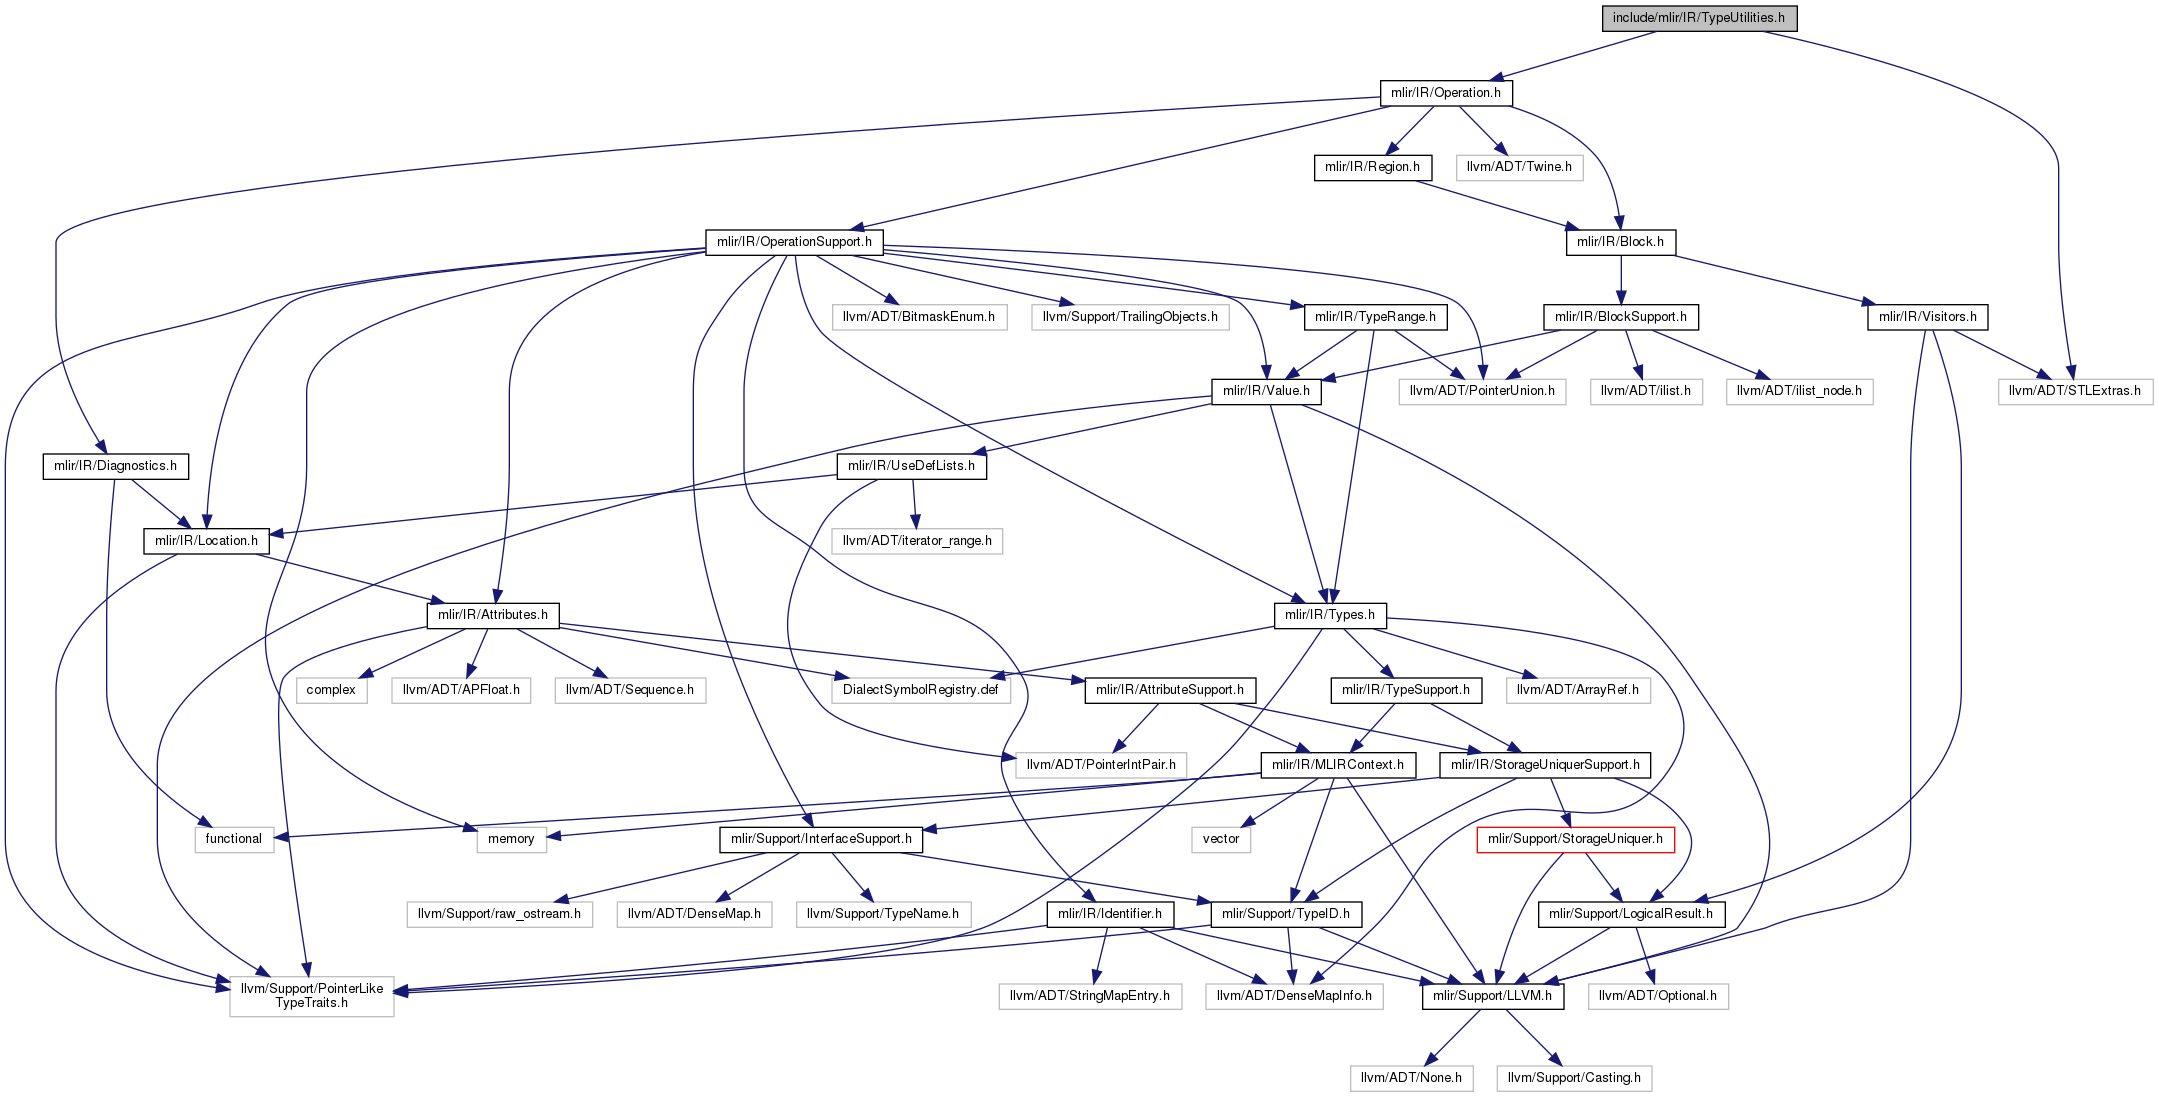 include/mlir/IR/TypeUtilities.h
mlir/IR/Operation.h
mlir/IR/Region.h
llvm/ADT/Twine.h
mlir/IR/OperationSupport.h
mlir/IR/Block.h
llvm/ADT/BitmaskEnum.h
llvm/Support/TrailingObjects.h
mlir/IR/TypeRange.h
mlir/IR/BlockSupport.h
mlir/IR/Visitors.h
mlir/IR/Value.h
llvm/ADT/PointerUnion.h
llvm/ADT/ilist.h
llvm/ADT/ilist_node.h
llvm/ADT/STLExtras.h
mlir/IR/Diagnostics.h
mlir/IR/UseDefLists.h
mlir/IR/Location.h
llvm/ADT/iterator_range.h
mlir/IR/Attributes.h
mlir/IR/Types.h
complex
llvm/ADT/APFloat.h
llvm/ADT/Sequence.h
DialectSymbolRegistry.def
mlir/IR/AttributeSupport.h
mlir/IR/TypeSupport.h
llvm/ADT/ArrayRef.h
llvm/ADT/PointerIntPair.h
mlir/IR/MLIRContext.h
mlir/IR/StorageUniquerSupport.h
functional
memory
mlir/Support/InterfaceSupport.h
vector
mlir/Support/StorageUniquer.h
llvm/Support/raw_ostream.h
llvm/ADT/DenseMap.h
llvm/Support/TypeName.h
mlir/IR/Identifier.h
mlir/Support/TypeID.h
mlir/Support/LogicalResult.h
llvm/Support/PointerLike
TypeTraits.h
llvm/ADT/StringMapEntry.h
llvm/ADT/DenseMapInfo.h
mlir/Support/LLVM.h
llvm/ADT/Optional.h
llvm/ADT/None.h
llvm/Support/Casting.h